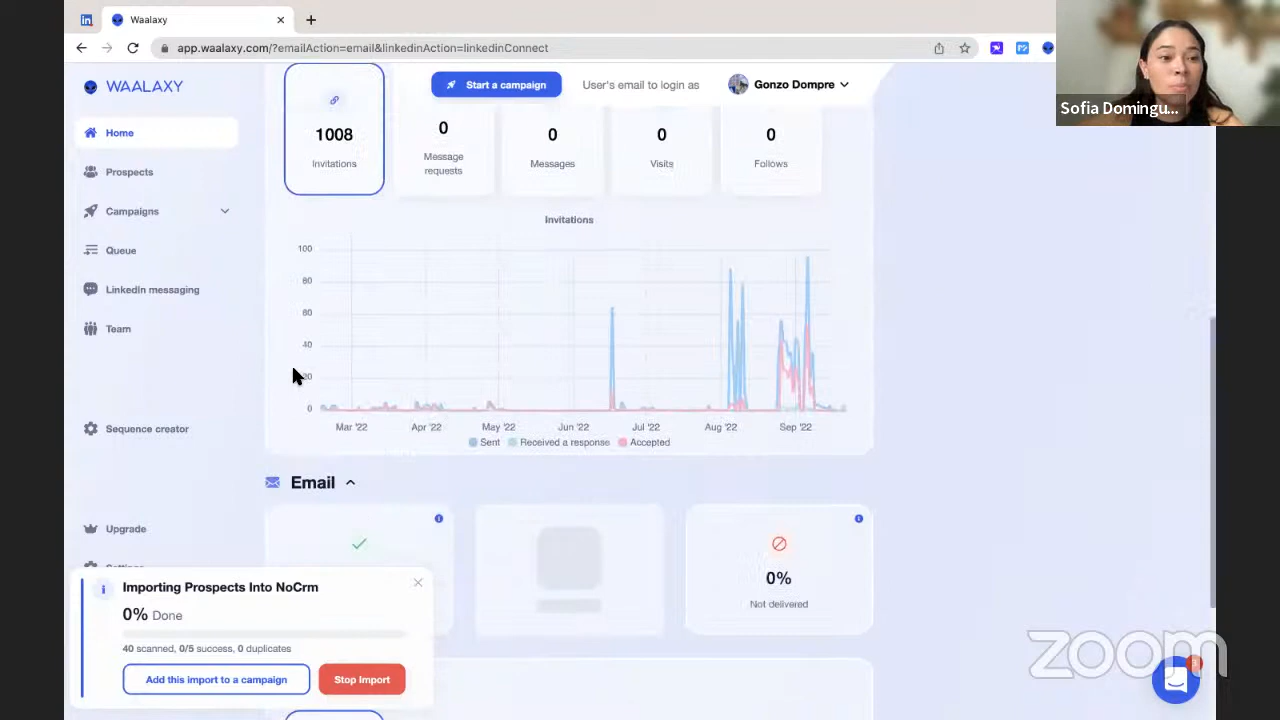 Waalaxy
app.waalaxy.com/?emailAction=email&linkedinAction=linkedinConnect
Sofia Domingu...
WAALAXY
Start a campaign
User's email to login as
Gonzo Dompre
Home
Prospects
Campaigns
Queue
LinkedIn messaging
Team
Sequence creator
Upgrade
Settings
1008
Invitations
0
Message
requests
0
Messages
0
Visits
0
Follows
Invitations
100
80
60
40
20
0
Mar '22 Apr '22 May '22 Jun '22 Jul '22 Aug '22 Sep '22
Sent Received a response Accepted
Email
0%
Not delivered
Importing Prospects Into NoCrm
0% Done
40 scanned, 0/5 success, 0 duplicates
Add this import to a campaign
Stop Import
zoom